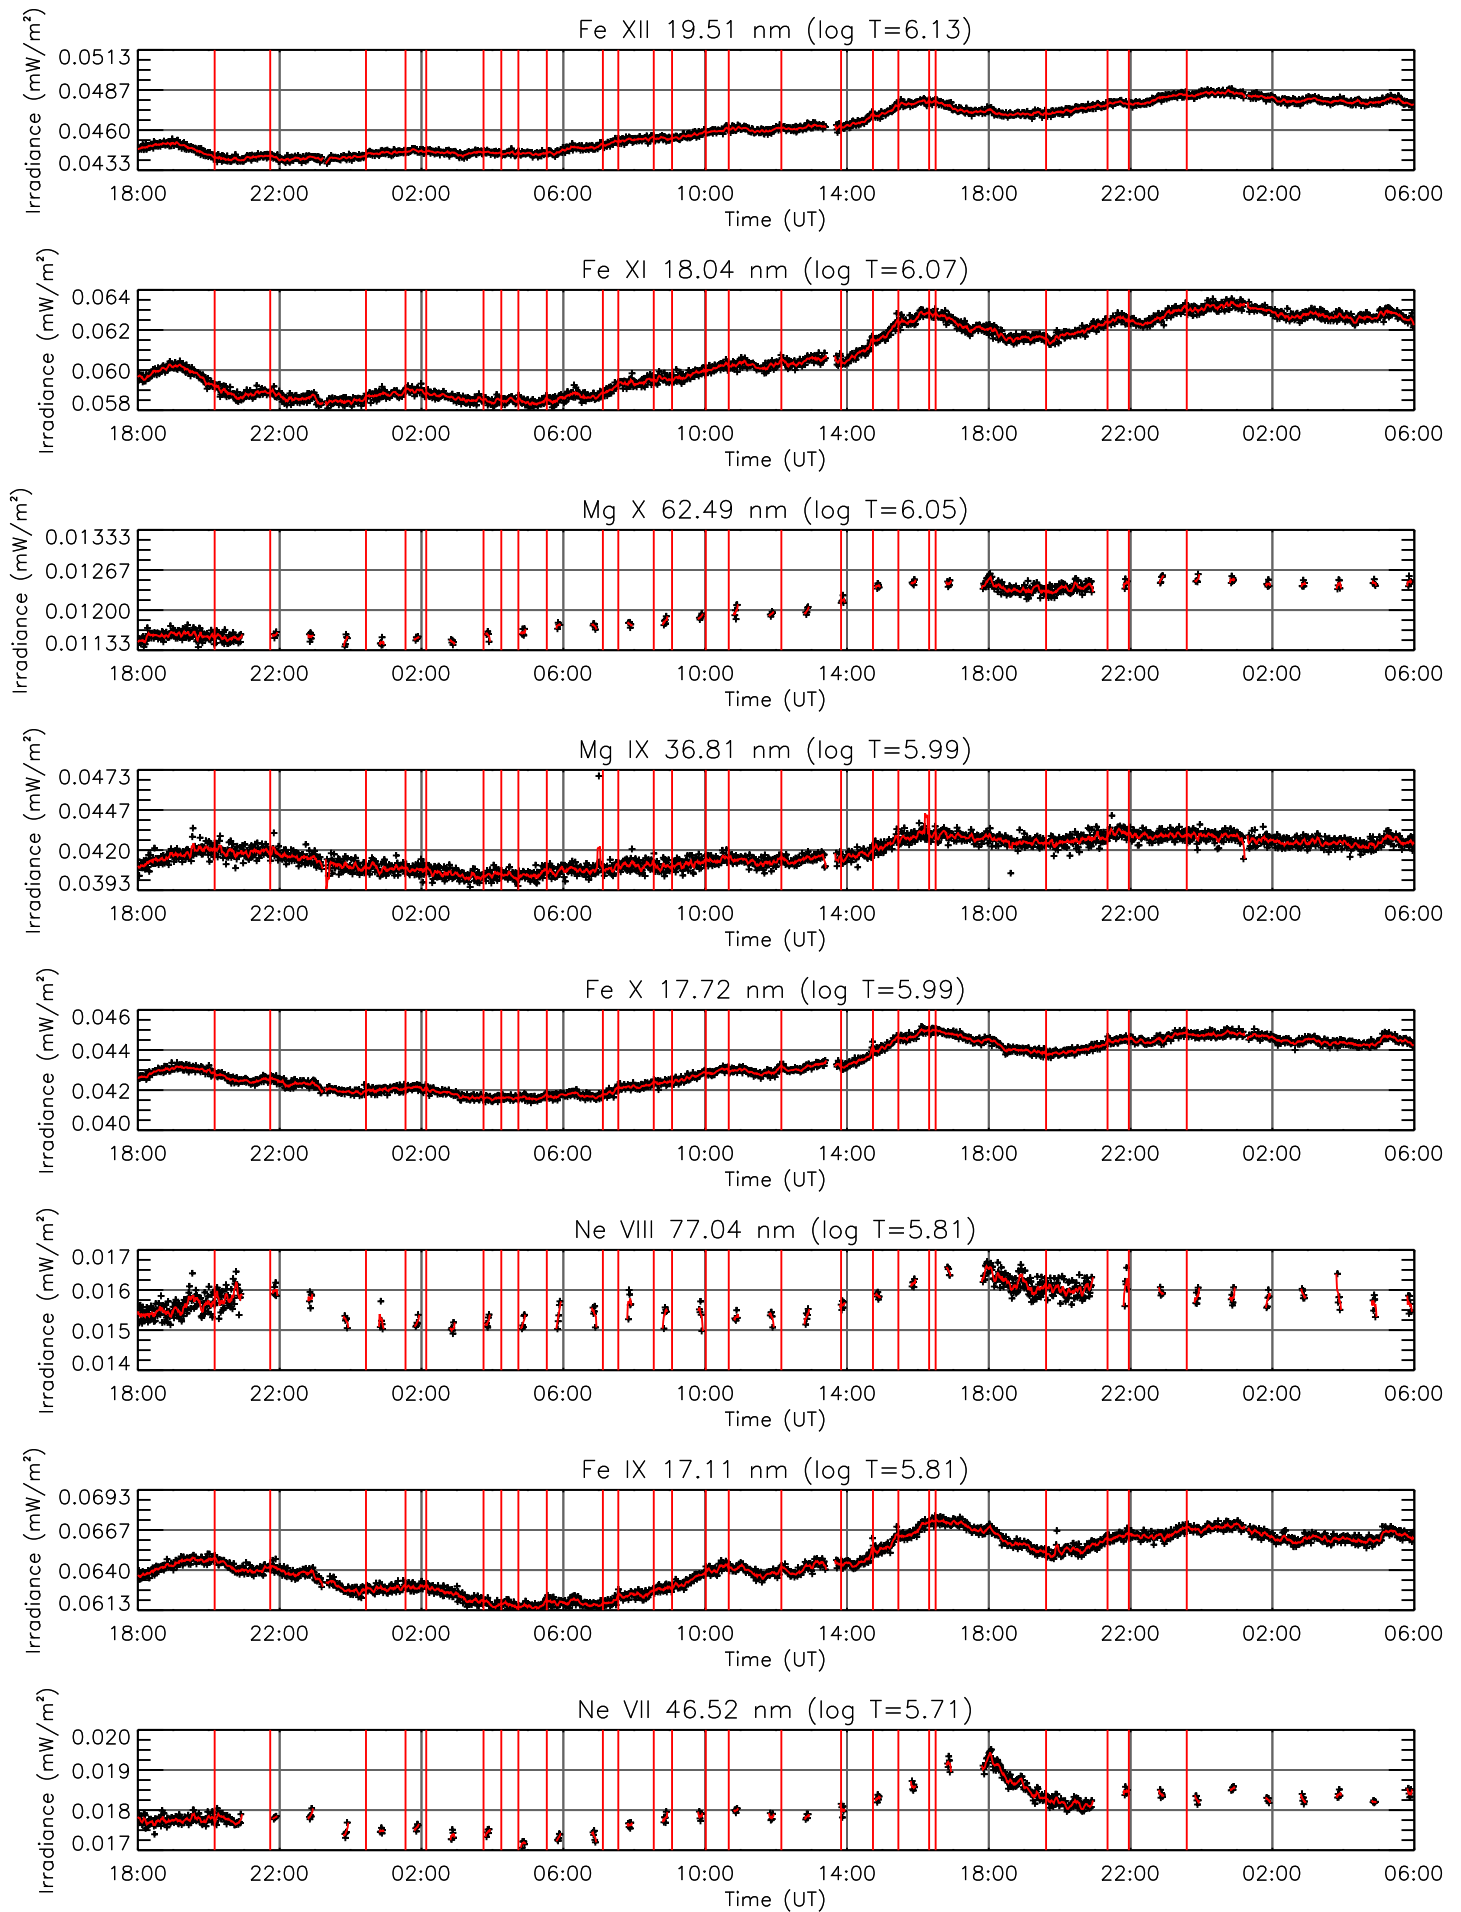 Fe XII 19.51 nm (log T=6.13)
Irradiance (mW/m²)
0.0513
0.0487
0.0460
0.0433
18:00 22:00 02:00 06:00 10:00 14:00 18:00 22:00 02:00 06:00
Time (UT)
Fe XI 18.04 nm (log T=6.07)
Irradiance (mW/m²)
0.064
0.062
0.060
0.058
18:00 22:00 02:00 06:00 10:00 14:00 18:00 22:00 02:00 06:00
Time (UT)
Mg X 62.49 nm (log T=6.05)
Irradiance (mW/m²)
0.01333
0.01267
0.01200
0.01133
18:00 22:00 02:00 06:00 10:00 14:00 18:00 22:00 02:00 06:00
Time (UT)
Mg IX 36.81 nm (log T=5.99)
Irradiance (mW/m²)
0.0473
0.0447
0.0420
0.0393
18:00 22:00 02:00 06:00 10:00 14:00 18:00 22:00 02:00 06:00
Time (UT)
Fe X 17.72 nm (log T=5.99)
Irradiance (mW/m²)
0.046
0.044
0.042
0.040
18:00 22:00 02:00 06:00 10:00 14:00 18:00 22:00 02:00 06:00
Time (UT)
Ne VIII 77.04 nm (log T=5.81)
Irradiance (mW/m²)
0.017
0.016
0.015
0.014
18:00 22:00 02:00 06:00 10:00 14:00 18:00 22:00 02:00 06:00
Time (UT)
Fe IX 17.11 nm (log T=5.81)
Irradiance (mW/m²)
0.0693
0.0667
0.0640
0.0613
18:00 22:00 02:00 06:00 10:00 14:00 18:00 22:00 02:00 06:00
Time (UT)
Ne VII 46.52 nm (log T=5.71)
Irradiance (mW/m²)
0.020
0.019
0.018
0.017
18:00 22:00 02:00 06:00 10:00 14:00 18:00 22:00 02:00 06:00
Time (UT)